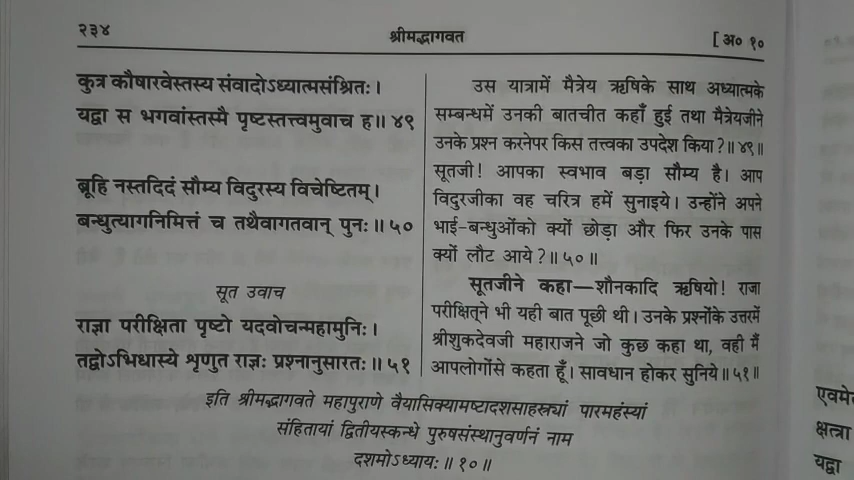 २३४
श्रीमद्भागवत
[ अ० १०
कुत्र कौषारवेस्तस्य संवादोऽध्यात्मसंश्रितः।
यद्वा स भगवांस्तस्मै पृष्टस्तत्त्वमुवाच ह॥ ४९
ब्रूहि नस्तदिदं सौम्य विदुरस्य विचेष्टितम्।
बन्धुत्यागनिमित्तं च तथैवागतवान् पुनः॥ ५०
सूत उवाच
राज्ञा परीक्षिता पृष्टो यदवोचन्महामुनिः।
तद्वोऽभिधास्ये शृणुत राज्ञः प्रश्नानुसारतः॥ ५१
उस यात्रामें मैत्रेय ऋषिके साथ अध्यात्मके
सम्बन्धमें उनकी बातचीत कहाँ हुई तथा मैत्रेयजीने
उनके प्रश्न करनेपर किस तत्त्वका उपदेश किया?॥ ४९॥
सूतजी! आपका स्वभाव बड़ा सौम्य है। आप
विदुरजीका वह चरित्र हमें सुनाइये। उन्होंने अपने
भाई-बन्धुओंको क्यों छोड़ा और फिर उनके पास
क्यों लौट आये?॥ ५०॥
सूतजीने कहा—शौनकादि ऋषियो! राजा
परीक्षित्‌ने भी यही बात पूछी थी। उनके प्रश्नोंके उत्तरमें
श्रीशुकदेवजी महाराजने जो कुछ कहा था, वही मैं
आपलोगोंसे कहता हूँ। सावधान होकर सुनिये॥ ५१॥
इति श्रीमद्भागवते महापुराणे वैयासिक्यामष्टादशसाहस्र्यां पारमहंस्यां
संहितायां द्वितीयस्कन्धे पुरुषसंस्थानुवर्णनं नाम
दशमोऽध्यायः॥ १०॥
क्षत्रा
यद्वा